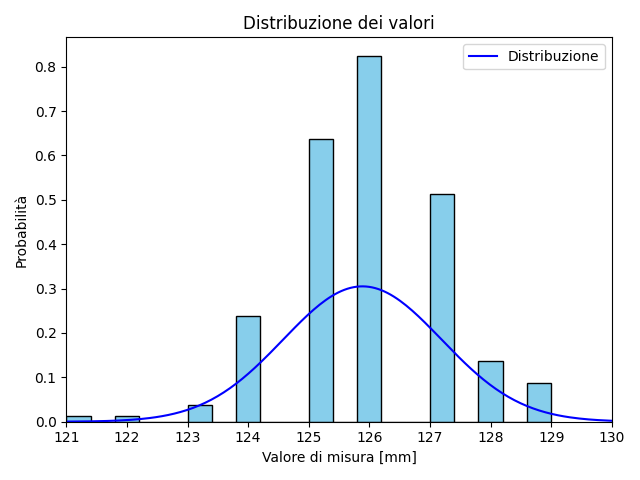 Distribuzione dei valori
Distribuzione
Probabilità
0.8
0.7
0.6
0.5
0.4
0.3
0.2
0.1
0.0
121 122 123 124 125 126 127 128 129 130
Valore di misura [mm]